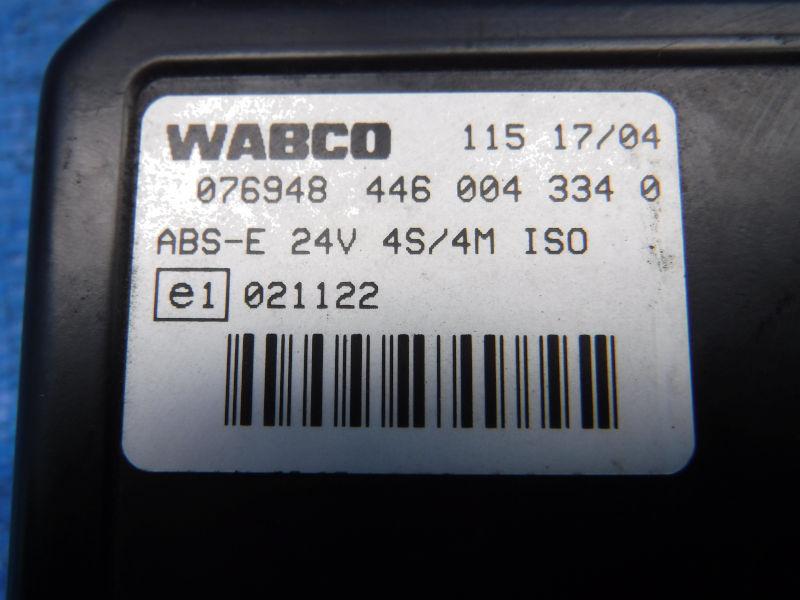 WABCO 115 17/04
076948 446 004 334 0
ABS-E 24V 4S/4M ISO
e1 021122